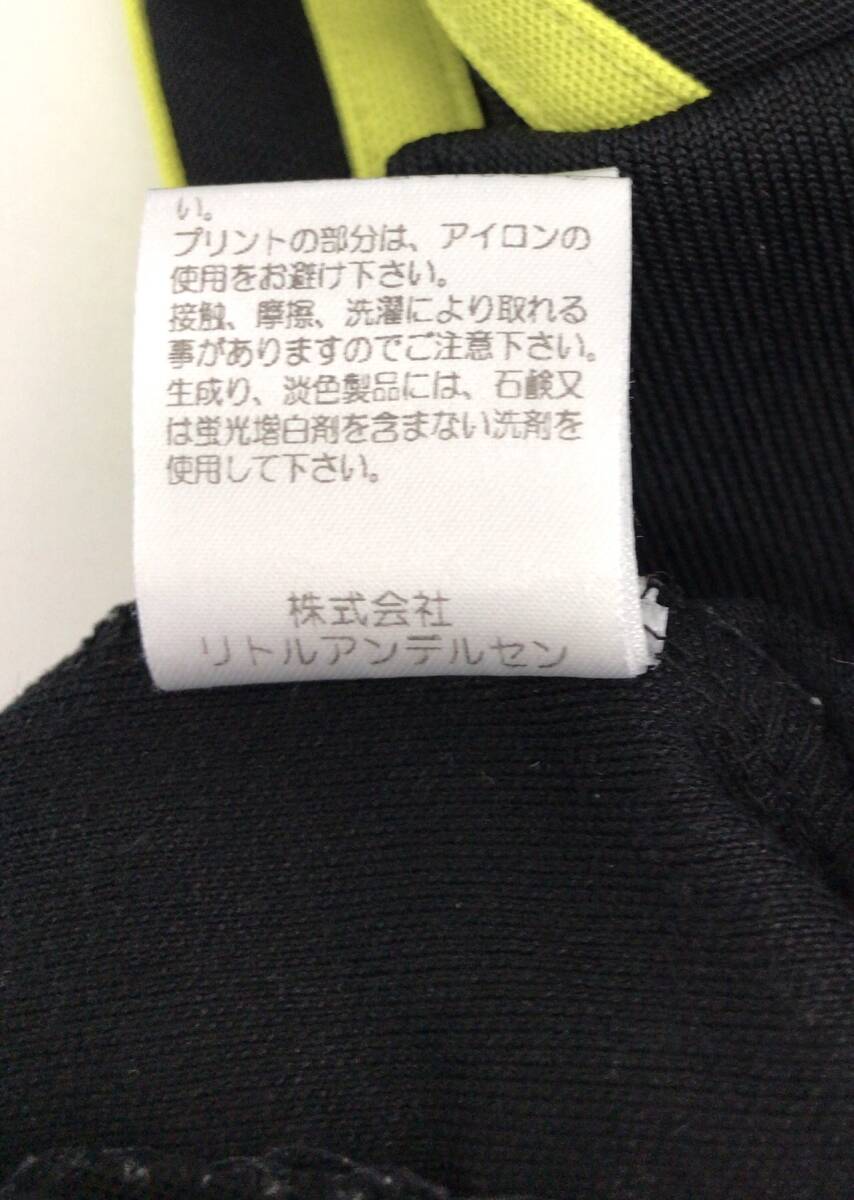 い。
プリントの部分は、アイロンの
使用をお避け下さい。
接触、摩擦、洗濯により取れる
事がありますのでご注意下さい。
生成り、淡色製品には、石鹸又
は蛍光増白剤を含まない洗剤を
使用して下さい。
株式会社
リトルアンデルセン